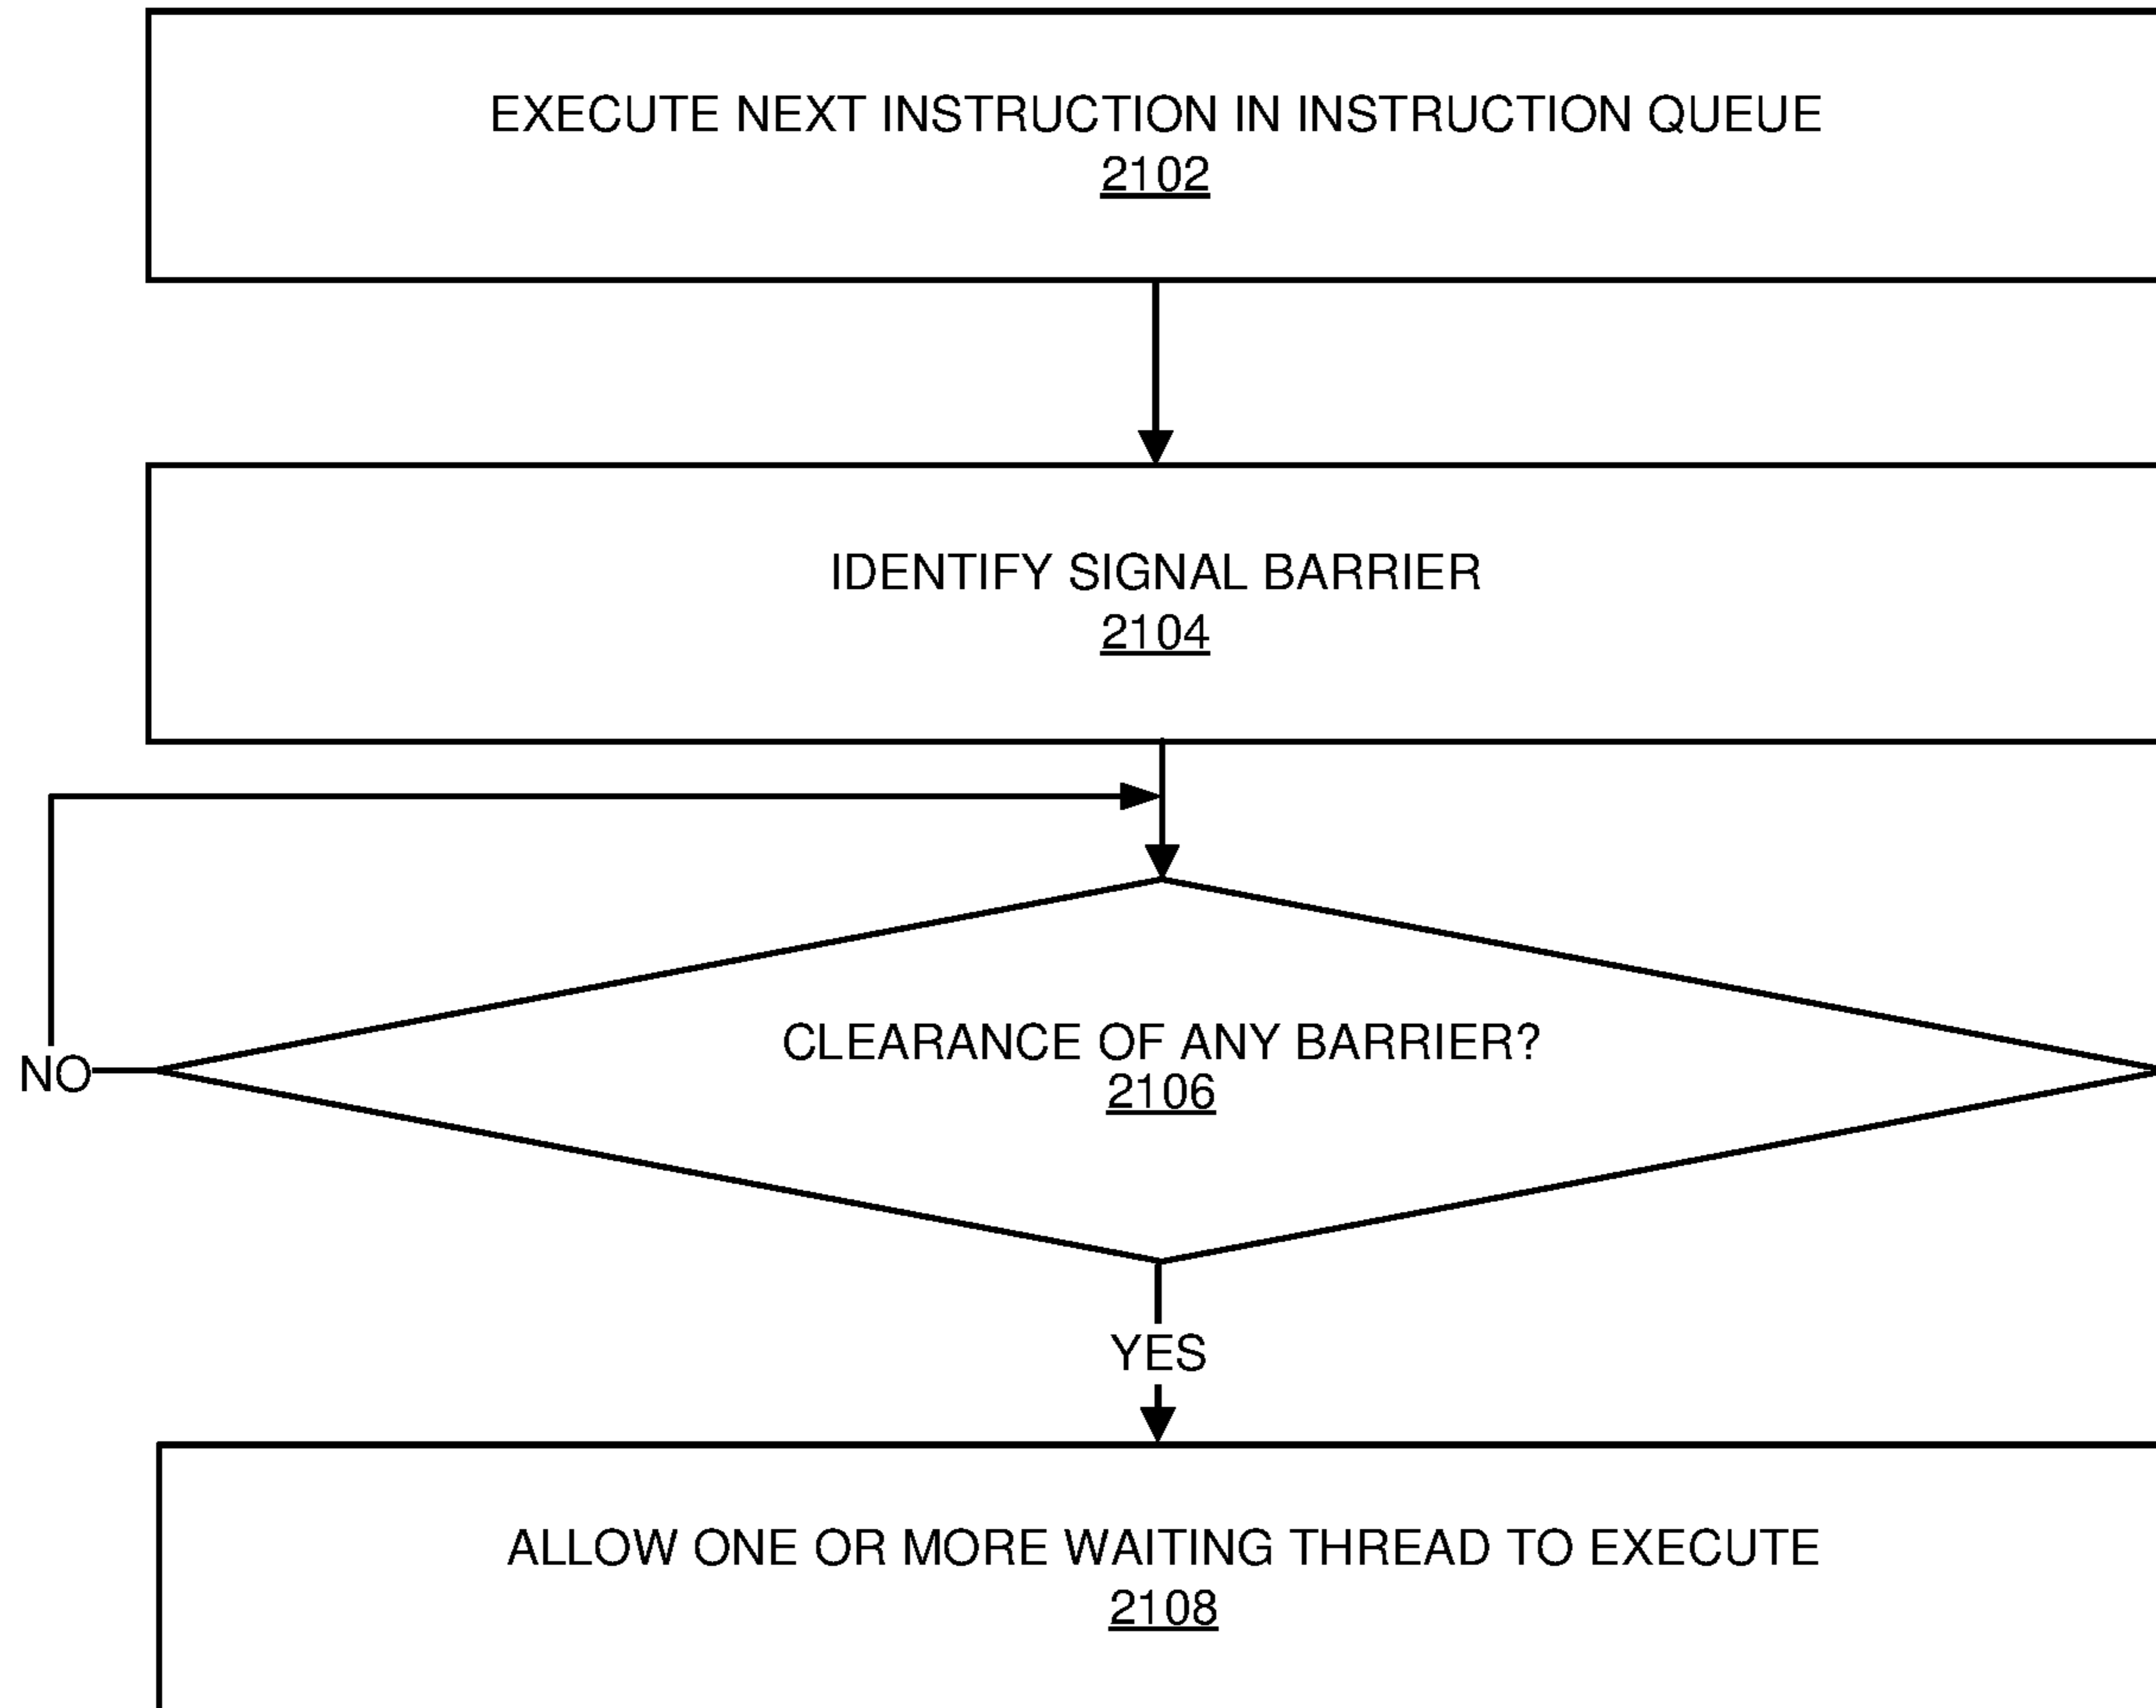 EXECUTE NEXT INSTRUCTION IN INSTRUCTION QUEUE
2102
IDENTIFY SIGNAL BARRIER
2104
CLEARANCE OF ANY BARRIER?
2106
NO
YES
ALLOW ONE OR MORE WAITING THREAD TO EXECUTE
2108